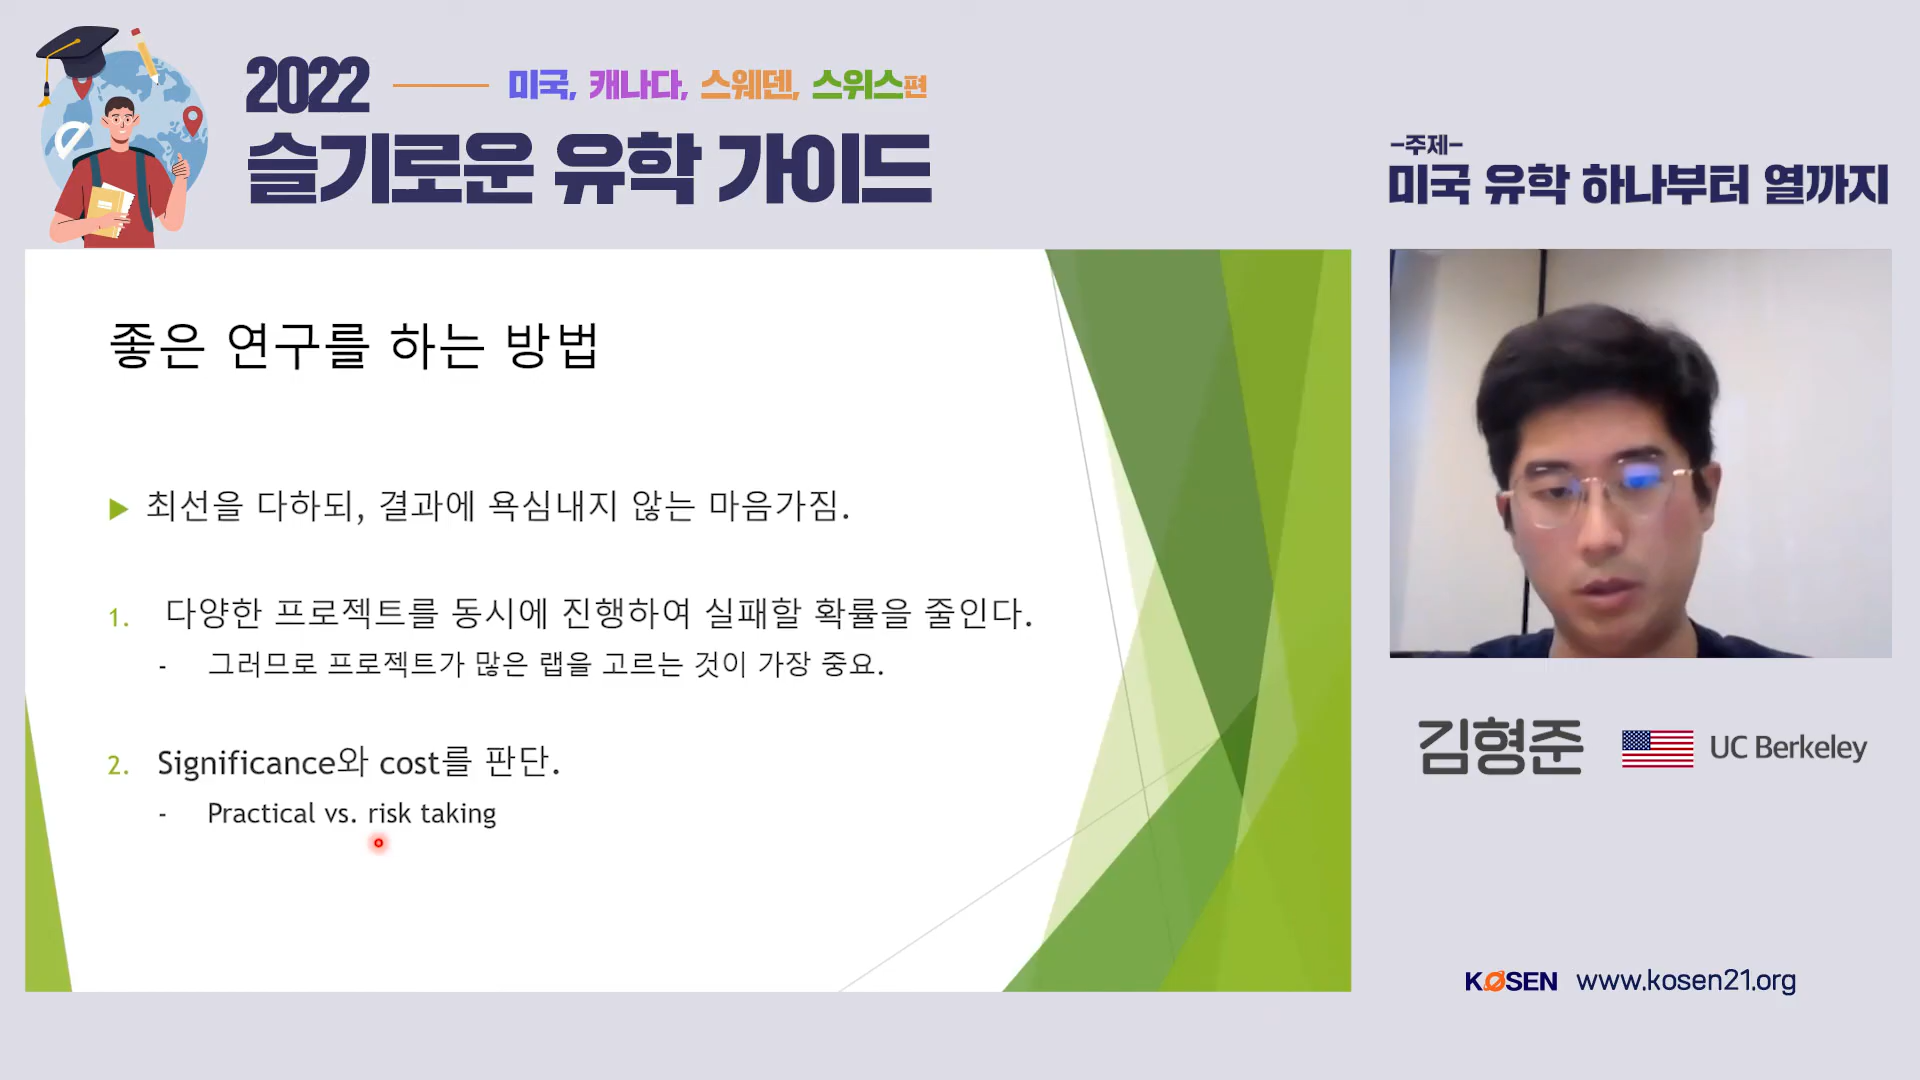 2022
미국, 캐나다, 스웨덴, 스위스편
슬기로운 유학 가이드
-주제-
미국 유학 하나부터 열까지
좋은 연구를 하는 방법
최선을 다하되, 결과에 욕심내지 않는 마음가짐.
1. 다양한 프로젝트를 동시에 진행하여 실패할 확률을 줄인다.
- 그러므로 프로젝트가 많은 랩을 고르는 것이 가장 중요.
2. Significance와 cost를 판단.
- Practical vs. risk taking
김형준 UC Berkeley
KOSEN www.kosen21.org